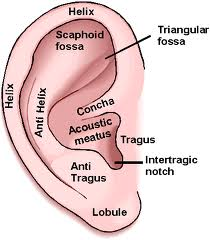 Helix
Scaphoid
fossa
Triangular
fossa
Helix
Anti Helix
Concha
Acoustic
meatus
Tragus
Intertragic
notch
Anti
Tragus
Lobule